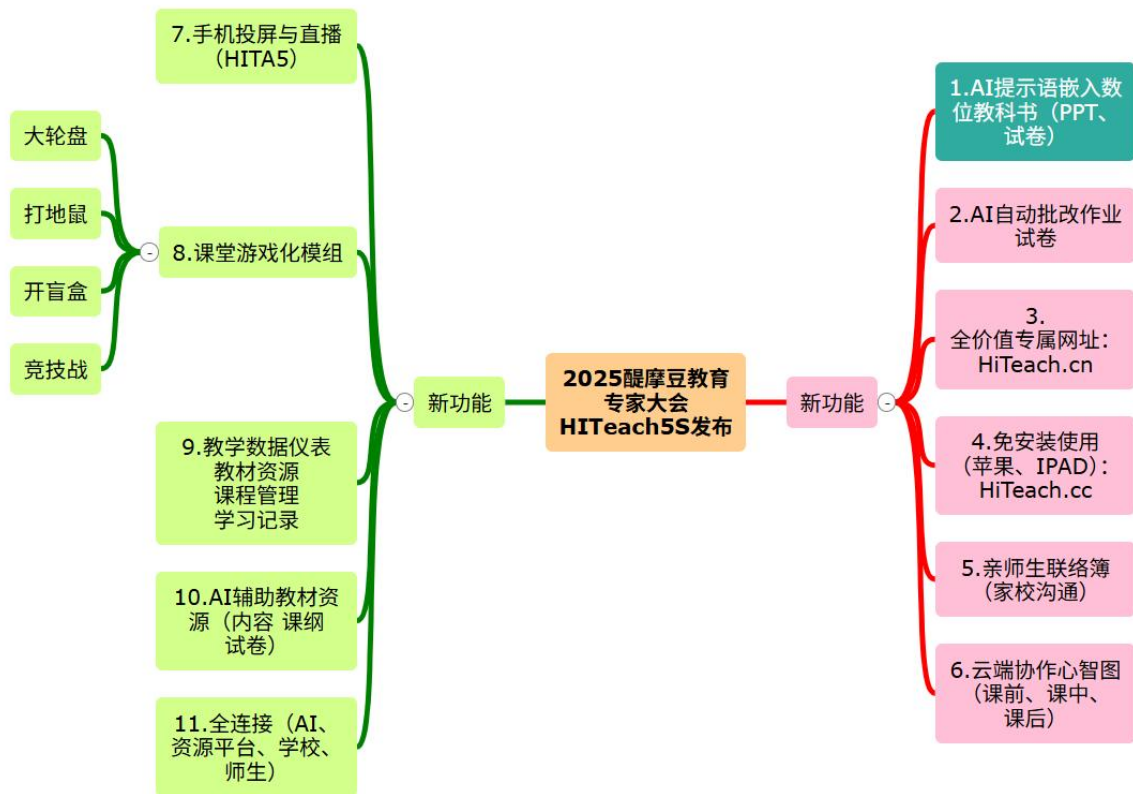 2025醍摩豆教育
专家大会
HITeach5S发布
新功能
1.AI提示语嵌入数
位教科书（PPT、
试卷）
2.AI自动批改作业
试卷
3.
全价值专属网址：
HiTeach.cn
4.免安装使用
（苹果、IPAD）：
HiTeach.cc
5.亲师生联络簿
（家校沟通）
6.云端协作心智图
（课前、课中、
课后）
新功能
7.手机投屏与直播
（HITA5）
8.课堂游戏化模组
大轮盘
打地鼠
开盲盒
竞技战
9.教学数据仪表
教材资源
课程管理
学习记录
10.AI辅助教材资
源（内容 课纲
试卷）
11.全连接（AI、
资源平台、学校、
师生）